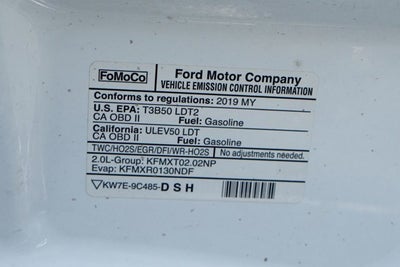 FoMoCo
Ford Motor Company
VEHICLE EMISSION CONTROL INFORMATION
Conforms to regulations: 2019 MY
U.S. EPA: T3B50 LDT2
CA OBD II Fuel: Gasoline
California: ULEV50 LDT
CA OBD II Fuel: Gasoline
TWC/HO2S/EGR/DFI/WR-HO2S No adjustments needed.
2.0L-Group: KFMXT02.02NP
Evap: KFMXR0130NDF
KW7E-9C485-DSH